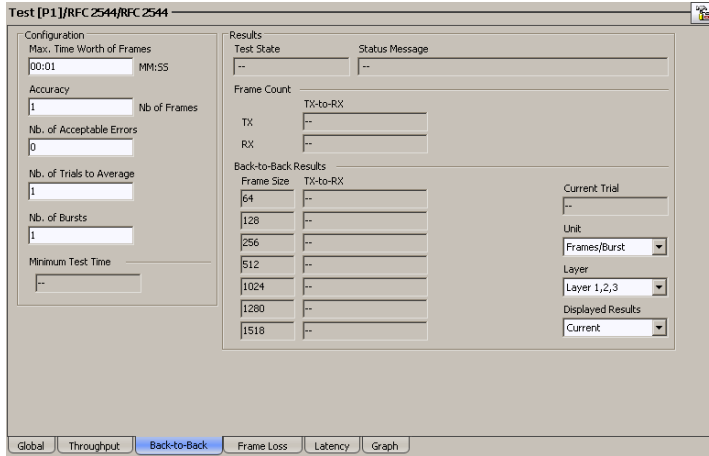 Test [P1]/RFC 2544/RFC 2544
Configuration
Max. Time Worth of Frames
00:01 MM:SS
Accuracy
1 Nb of Frames
Nb. of Acceptable Errors
0
Nb. of Trials to Average
1
Nb. of Bursts
1
Minimum Test Time
--
Results
Test State Status Message
-- --
Frame Count
TX-to-RX
TX --
RX --
Back-to-Back Results
Frame Size TX-to-RX
64 --
128 --
256 --
512 --
1024 --
1280 --
1518 --
Current Trial
--
Unit
Frames/Burst
Layer
Layer 1,2,3
Displayed Results
Current
Global Throughput Back-to-Back Frame Loss Latency Graph